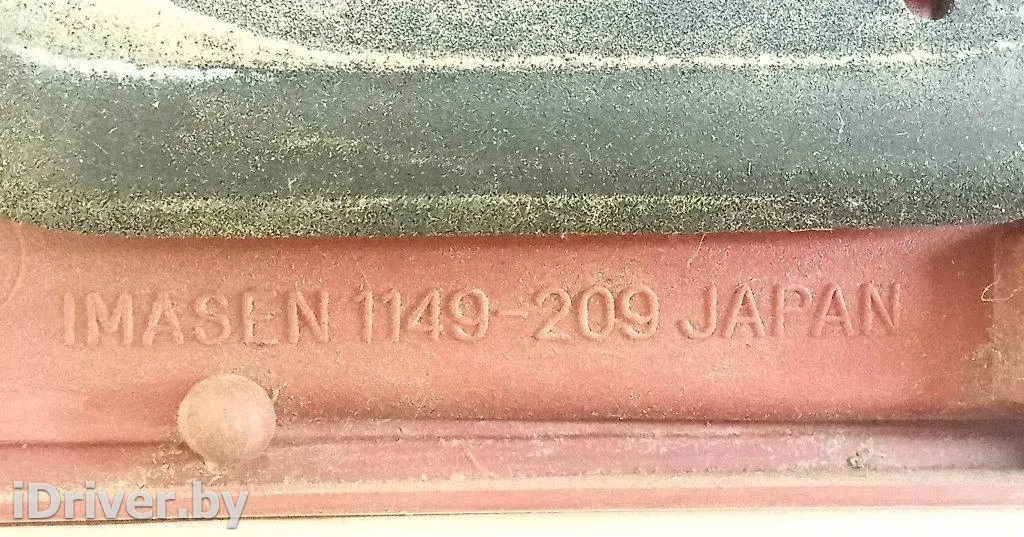 IMASEN 1149-209 JAPAN
iDriver.by